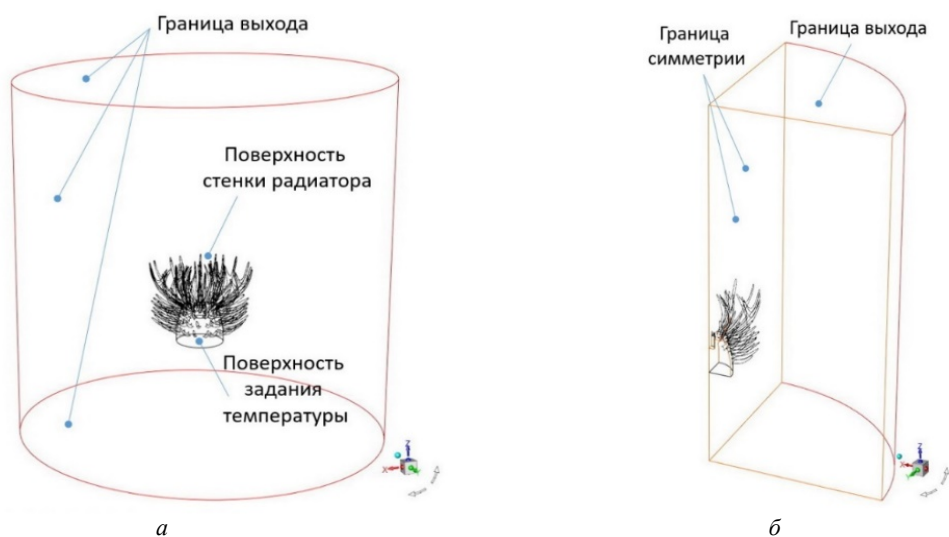 Граница выхода
Поверхность
стенки радиатора
Поверхность
задания
температуры
Z
X
а
Граница
симметрии
Граница выхода
Z
X
Y
б